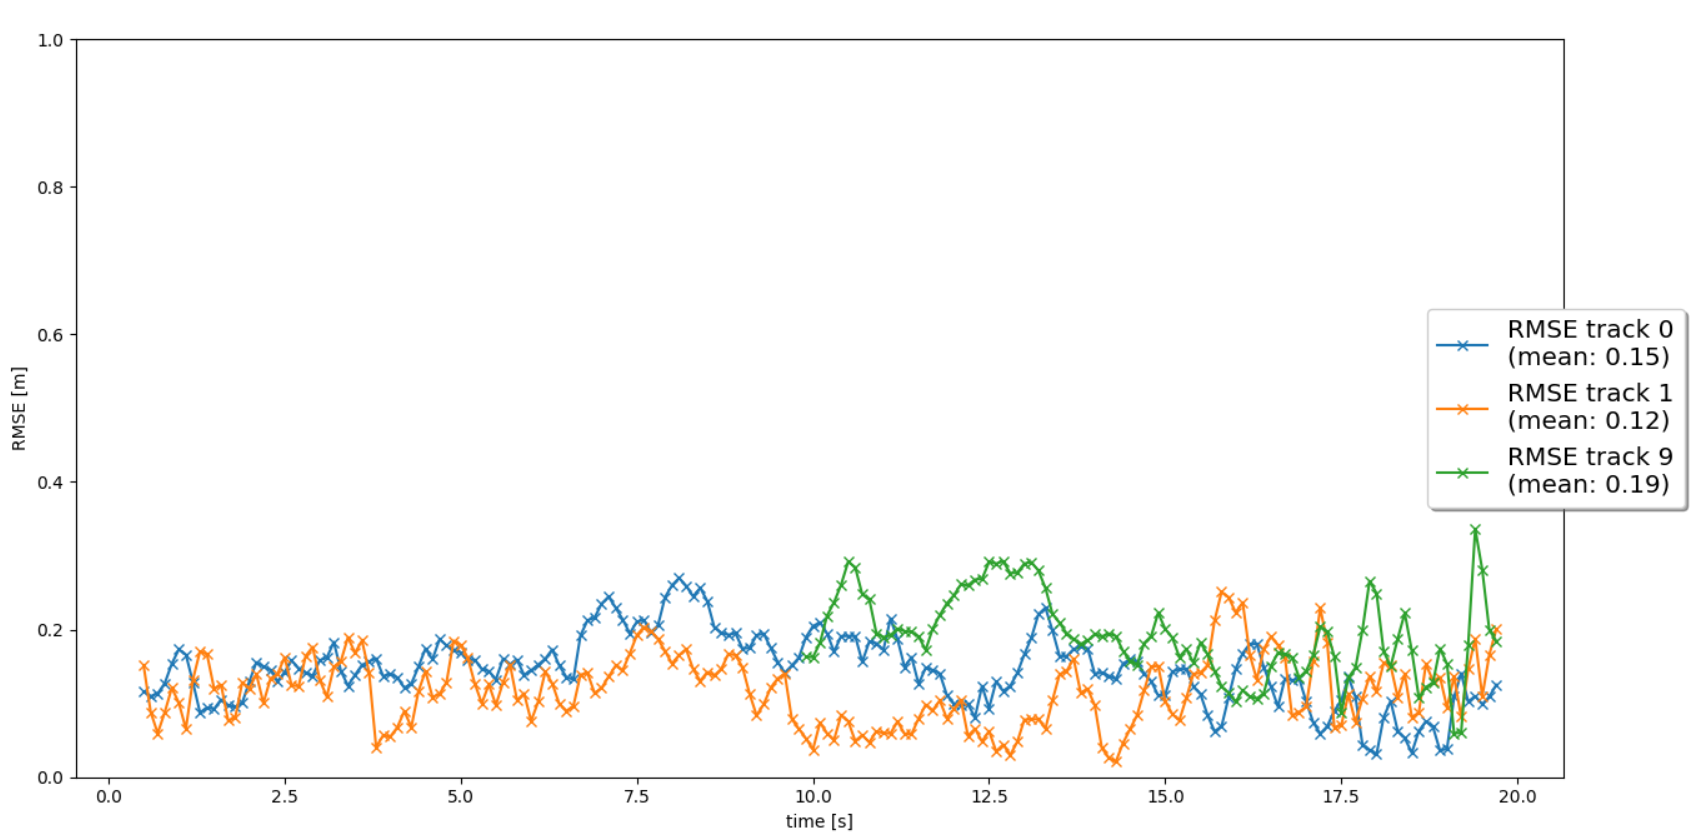 1.0
0.8
0.6
0.4
0.2
0.0
RMSE [m]
0.0 2.5 5.0 7.5 10.0 12.5 15.0 17.5 20.0
time [s]
RMSE track 0
(mean: 0.15)
RMSE track 1
(mean: 0.12)
RMSE track 9
(mean: 0.19)